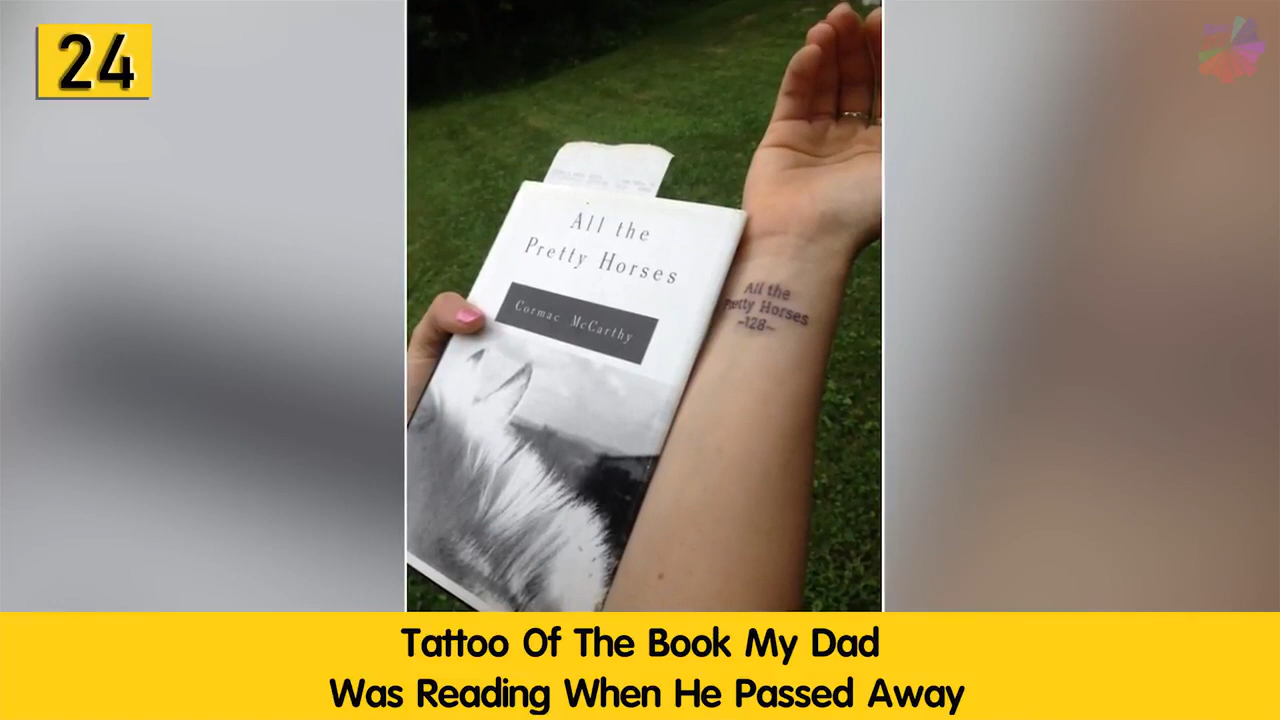 24
All the
Pretty Horses
Cormac McCarthy
All the
Pretty Horses
~128~
Tattoo Of The Book My Dad
Was Reading When He Passed Away